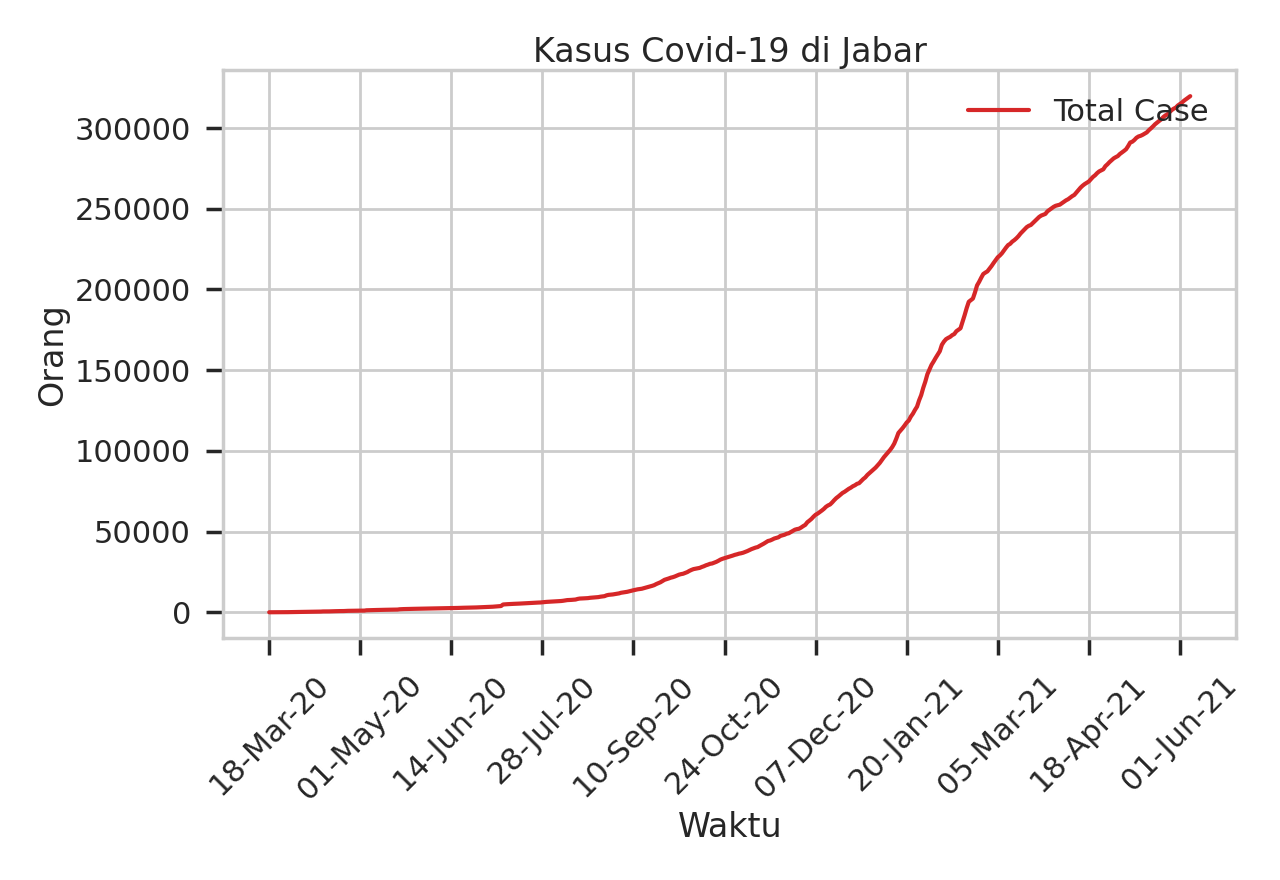 Kasus Covid-19 di Jabar
Total Case
Orang
300000
250000
200000
150000
100000
50000
0
18-Mar-20
01-May-20
14-Jun-20
28-Jul-20
10-Sep-20
24-Oct-20
07-Dec-20
20-Jan-21
05-Mar-21
18-Apr-21
01-Jun-21
Waktu